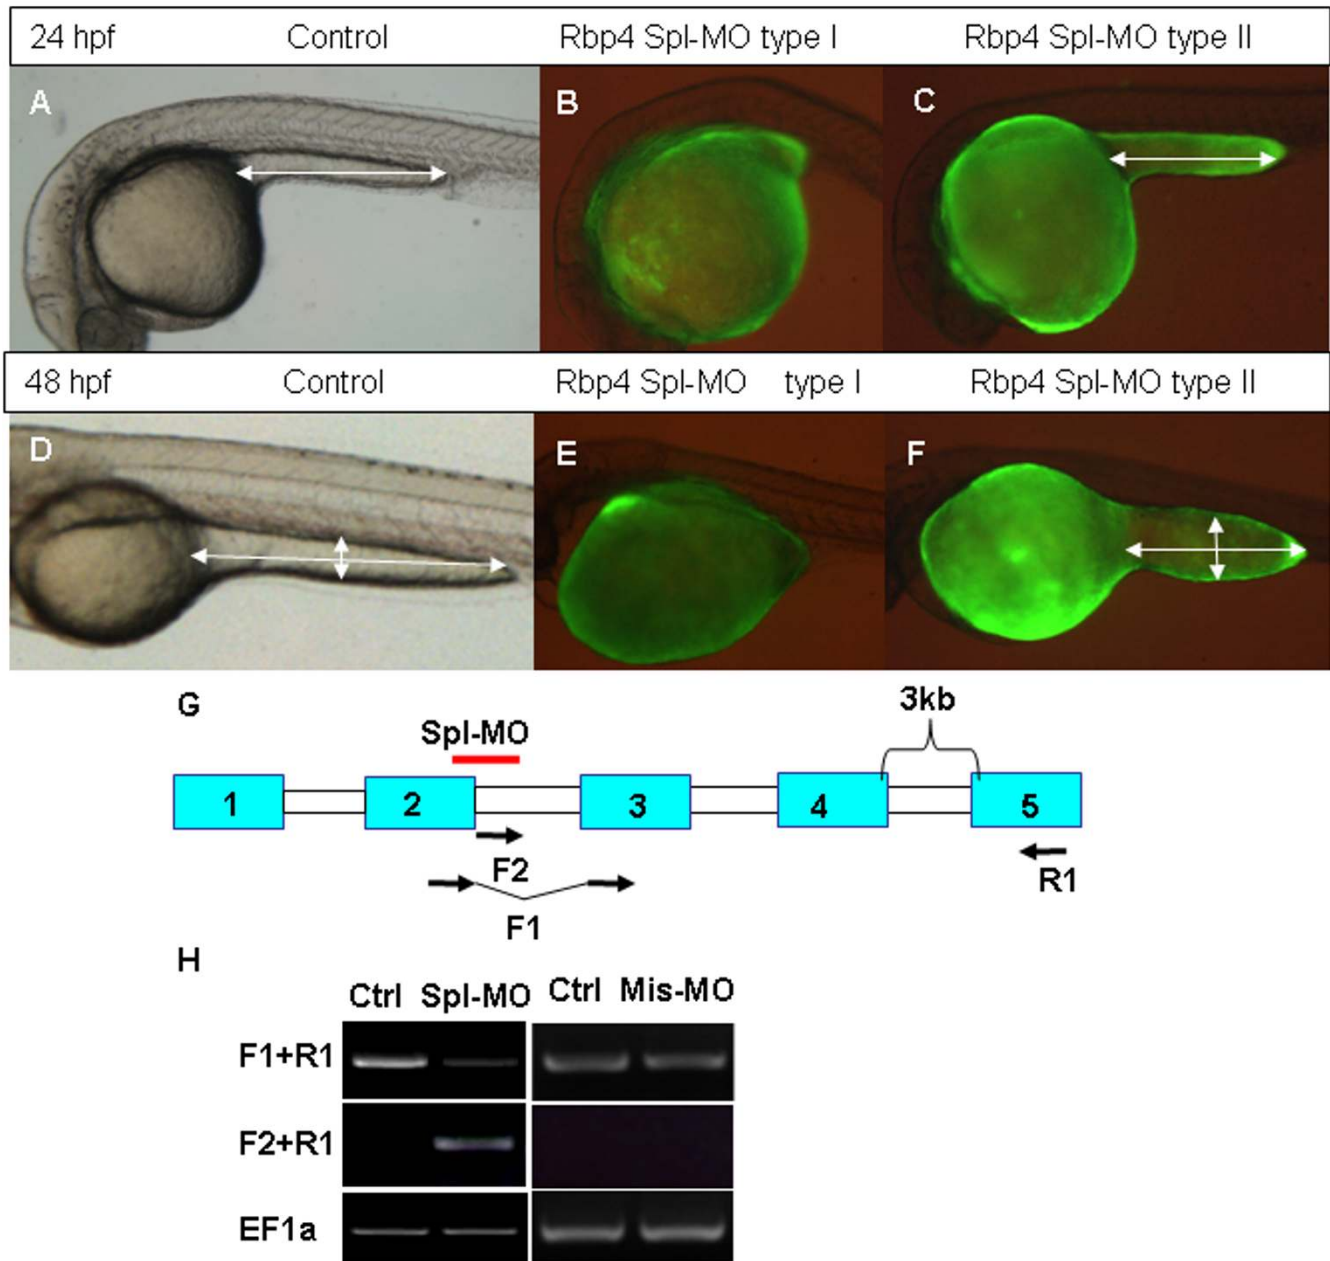 24 hpf Control Rbp4 Spl-MO type I Rbp4 Spl-MO type II
A B C
48 hpf Control Rbp4 Spl-MO type I Rbp4 Spl-MO type II
D E F
G
3kb
Spl-MO
1 2 3 4 5
F2
R1
F1
H
Ctrl Spl-MO Ctrl Mis-MO
F1+R1
F2+R1
EF1a